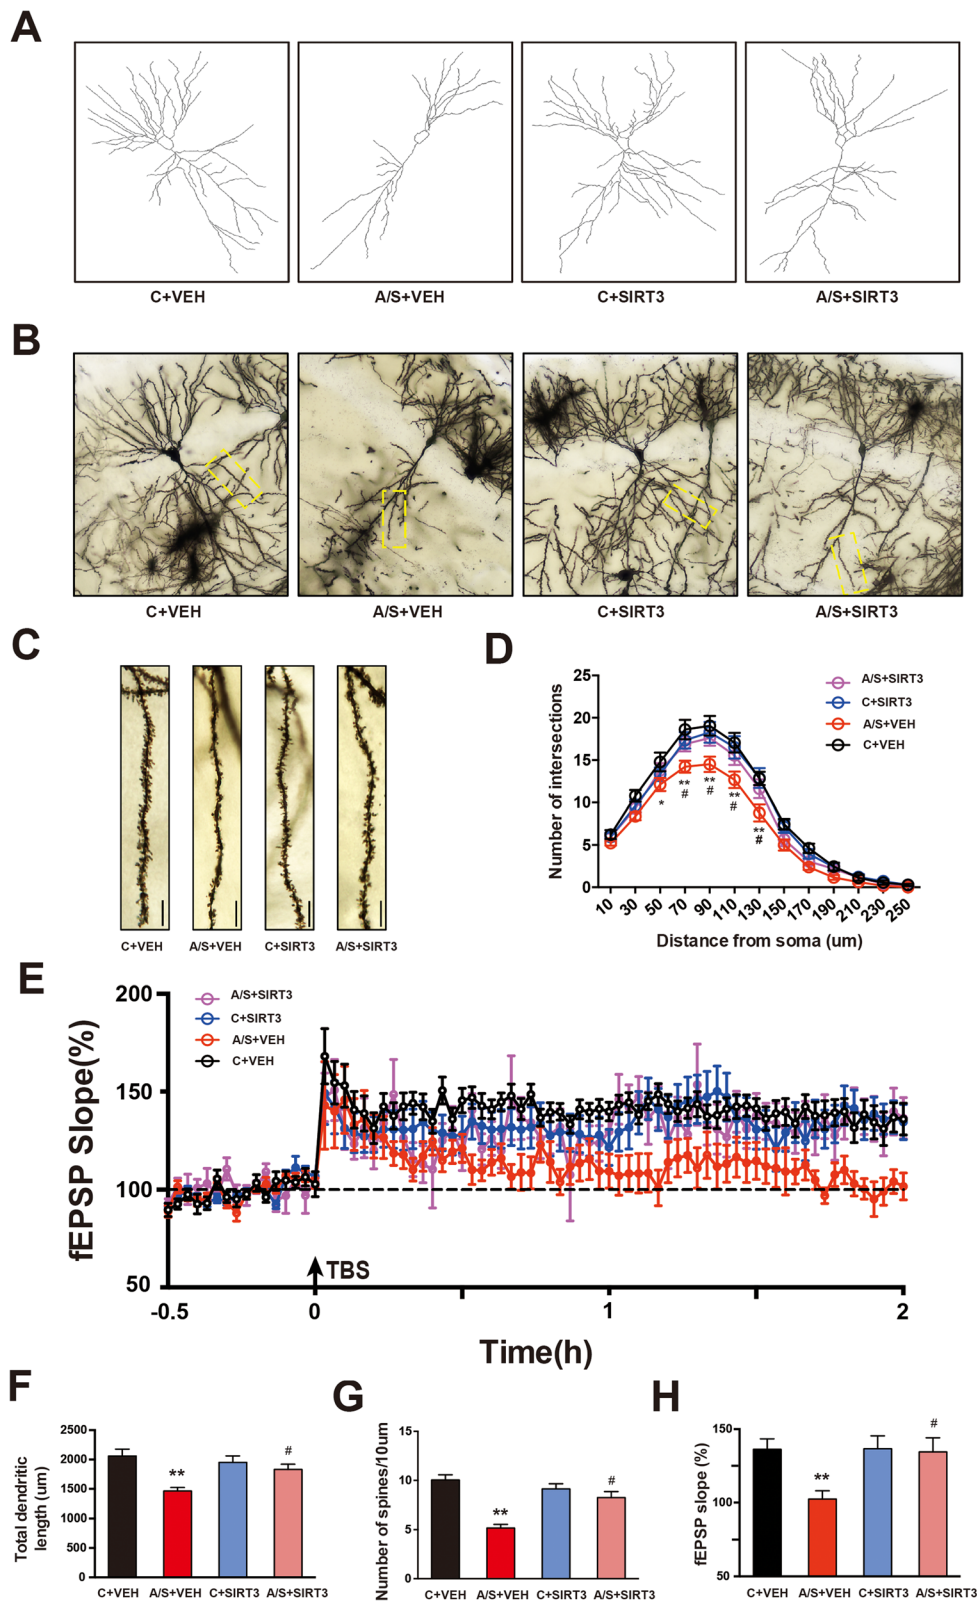 A
C+VEH A/S+VEH C+SIRT3 A/S+SIRT3
B
C+VEH A/S+VEH C+SIRT3 A/S+SIRT3
C
C+VEH A/S+VEH C+SIRT3 A/S+SIRT3
D
Number of intersections
25
20
15
10
5
0
A/S+SIRT3
C+SIRT3
A/S+VEH
C+VEH
*
**
#
**
#
**
#
**
#
10 30 50 70 90 110 130 150 170 190 210 230 250
Distance from soma (um)
E
fEPSP Slope(%)
200
150
100
50
A/S+SIRT3
C+SIRT3
A/S+VEH
C+VEH
TBS
-0.5 0 1 2
Time(h)
F
Total dendritic
length (um)
2500
2000
1500
1000
500
0
**
#
C+VEH A/S+VEH C+SIRT3 A/S+SIRT3
G
Number of spines/10um
15
10
5
0
**
#
C+VEH A/S+VEH C+SIRT3 A/S+SIRT3
H
fEPSP slope (%)
150
100
50
**
#
C+VEH A/S+VEH C+SIRT3 A/S+SIRT3